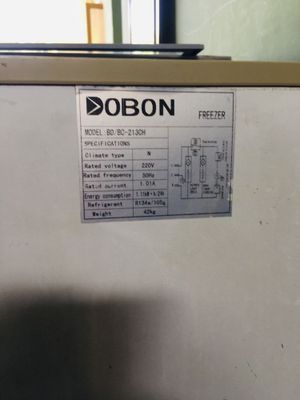 DOBON
FREEZER
MODEL: BD/BC-213CH
SPECIFICATIONS
Climate type N
Rated voltage 220V
Rated frequency 50Hz
Rated current 1.01A
Energy consumption
Refrigerant R134a/105g
Weight 42kg